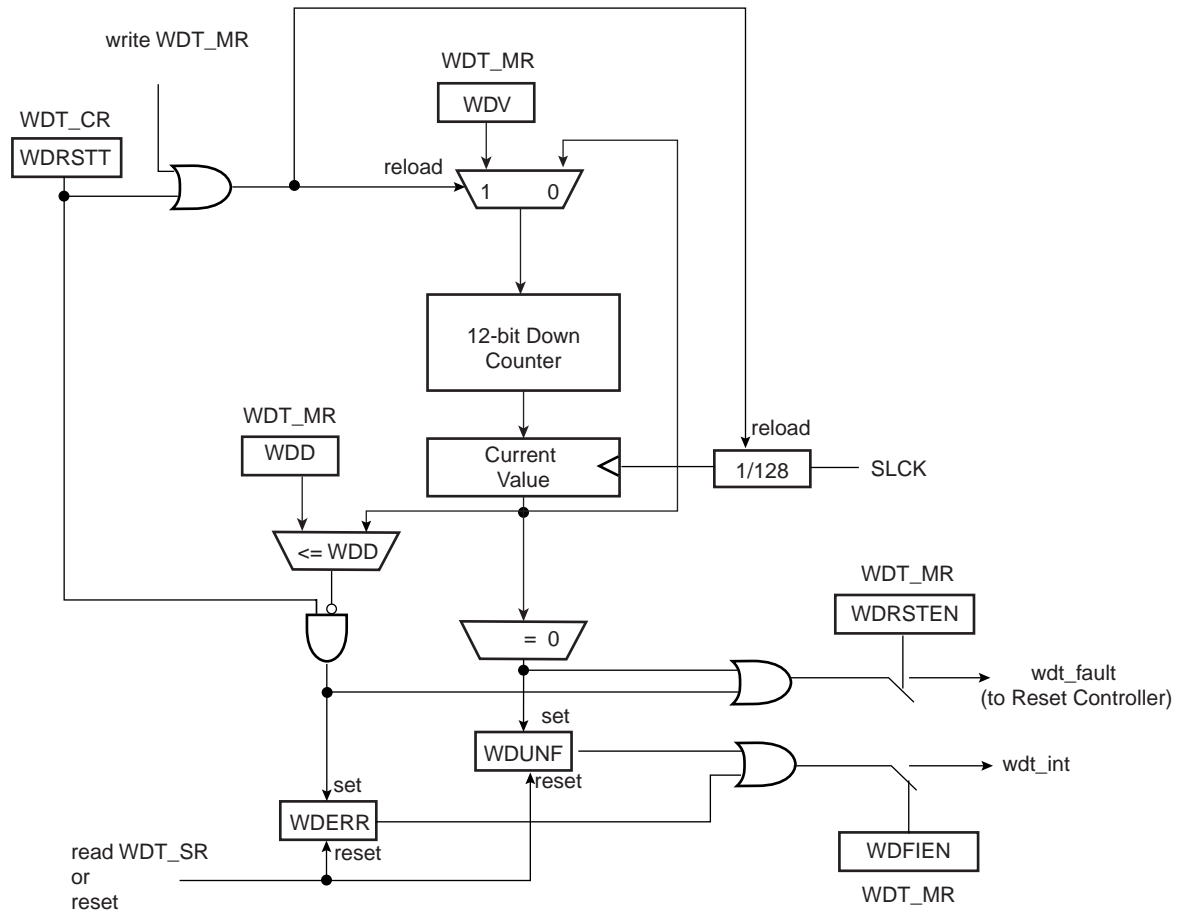 write WDT_MR
WDT_MR
WDV
WDT_CR
WDRSTT
reload
1 0
12-bit Down
Counter
WDT_MR
WDD
reload
Current
Value
1/128
SLCK
<= WDD
WDT_MR
WDRSTEN
= 0
wdt_fault
(to Reset Controller)
set
WDUNF
reset
wdt_int
set
WDERR
reset
WDFIEN
read WDT_SR
or
reset
WDT_MR